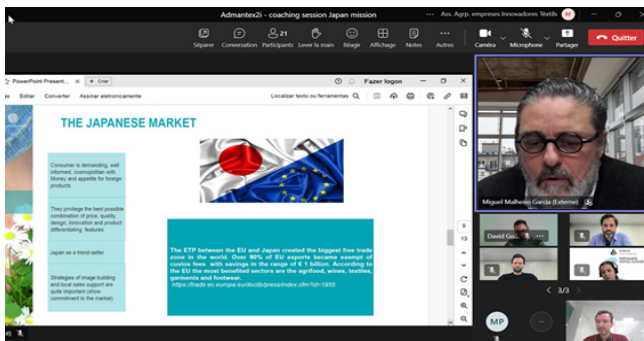 Admantex2i - coaching session Japan mission
Ass. Agrp. empreses Innovadores Tèxtils
MP
Séparer
Conversation
21
Participants
Lever la main
Réagir
Affichage
Notes
Autres
Caméra
Microphone
Partager
Quitter
PowerPoint Present...
+ Criar
Fazer logon
Editar
Converter
Assinar eletronicamente
Localizar texto ou ferramentas
THE JAPANESE MARKET
Consumer is demanding, well
informed, cosmopolitan with
Money and appetite for foreign
products
They privilege the best possible
combination of price, quality,
design, innovation and product
differentiating features
Japan as a trend-setter
Strategies of image building
and local sales support are
quite important (show
commitment to the market)
The ETP between the EU and Japan created the biggest free trade
zone in the world. Over 90% of EU exports became exempt of
custos fees with savings in the range of € 1 billion. According to
the EU the most benefited sectors are the agrifood, wines, textiles,
garments and footwear.
9
13
Miguel Malheiro Garcia (Externe)
David Go...
3/3
MP